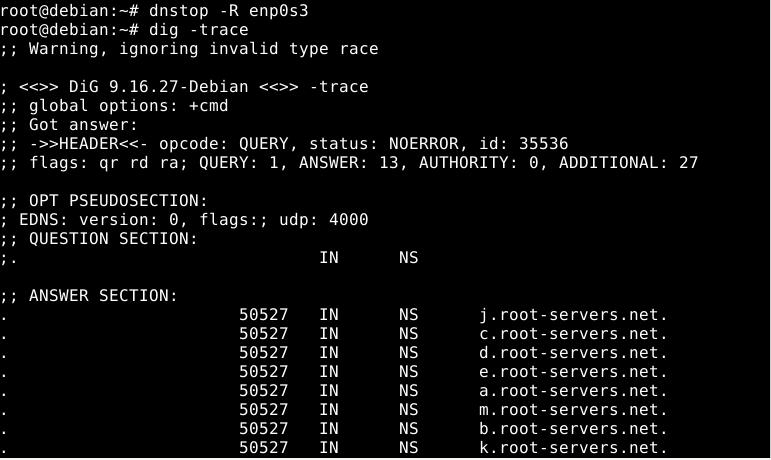 root@debian:~# dnstop -R enp0s3
root@debian:~# dig -trace
;; Warning, ignoring invalid type race
; <<>> DiG 9.16.27-Debian <<>> -trace
;; global options: +cmd
;; Got answer:
;; ->>HEADER<<- opcode: QUERY, status: NOERROR, id: 35536
;; flags: qr rd ra; QUERY: 1, ANSWER: 13, AUTHORITY: 0, ADDITIONAL: 27
;; OPT PSEUDOSECTION:
; EDNS: version: 0, flags:; udp: 4000
;; QUESTION SECTION:
;. IN NS
;; ANSWER SECTION:
. 50527 IN NS j.root-servers.net.
. 50527 IN NS c.root-servers.net.
. 50527 IN NS d.root-servers.net.
. 50527 IN NS e.root-servers.net.
. 50527 IN NS a.root-servers.net.
. 50527 IN NS m.root-servers.net.
. 50527 IN NS b.root-servers.net.
. 50527 IN NS k.root-servers.net.